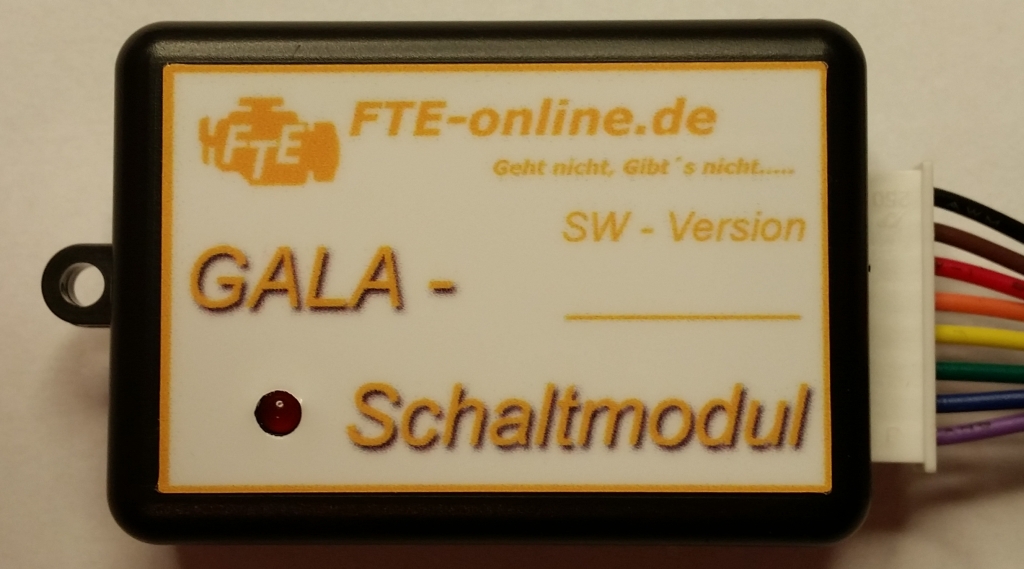 FTE
FTE-online.de
Geht nicht, Gibt´s nicht.....
SW - Version
GALA -
Schaltmodul